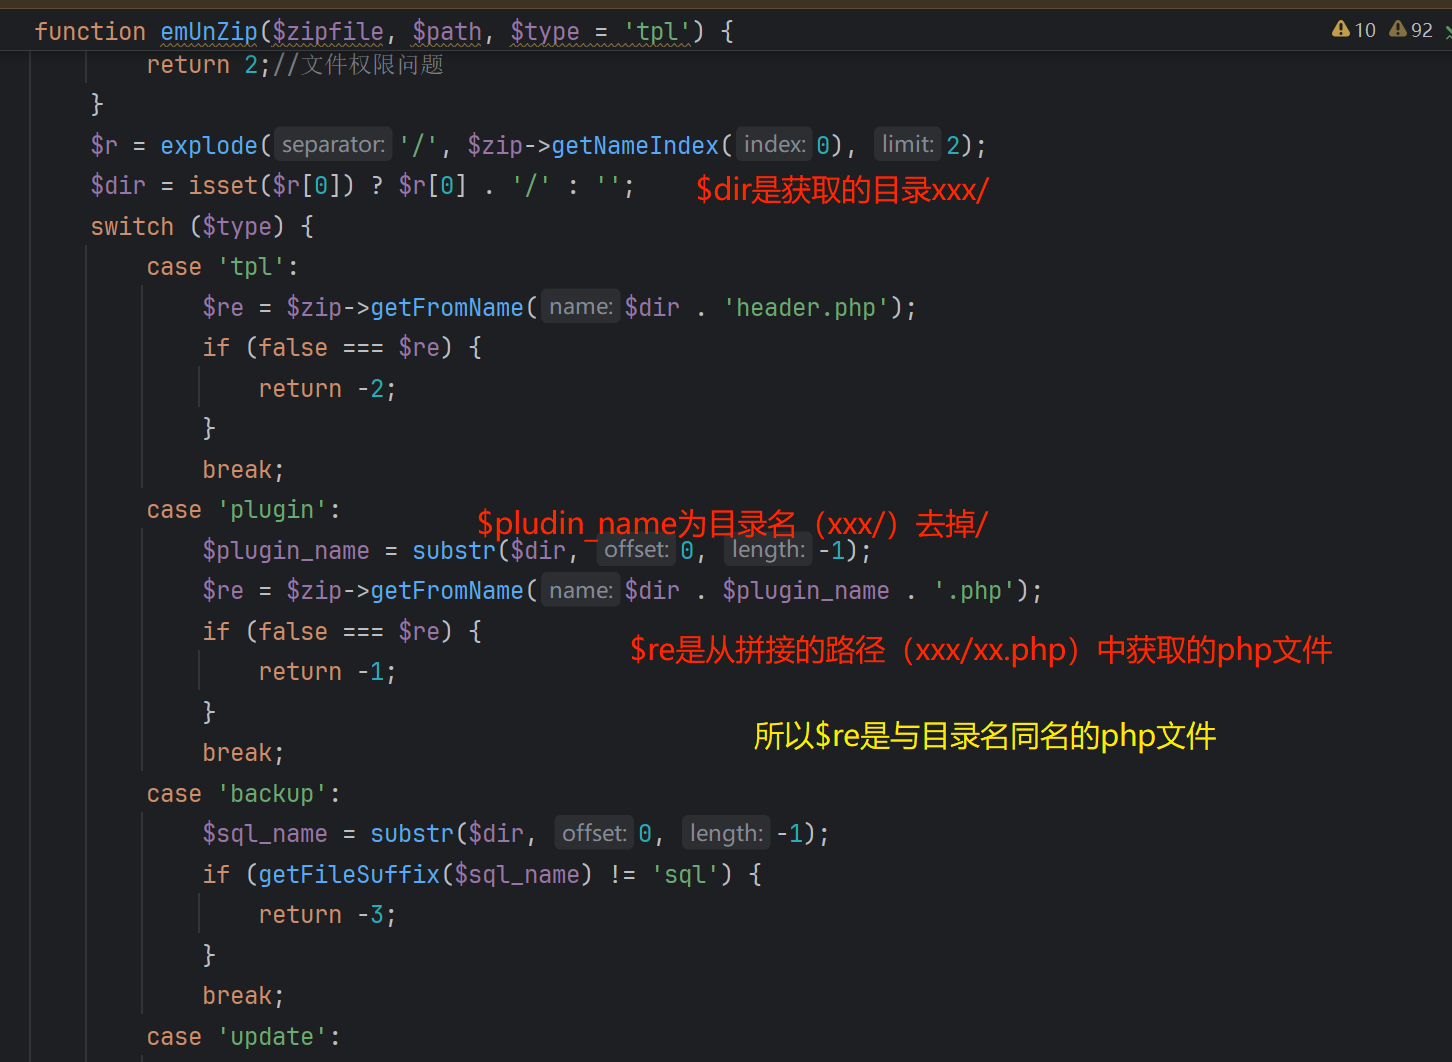 function emUnZip($zipfile, $path, $type = 'tpl') {
10 92
return 2;//文件权限问题
}
$r = explode( separator: '/', $zip->getNameIndex( index: 0), limit: 2);
$dir = isset($r[0]) ? $r[0] . '/' : '';
$dir是获取的目录xxx/
switch ($type) {
case 'tpl':
$re = $zip->getFromName( name: $dir . 'header.php');
if (false === $re) {
return -2;
}
break;
case 'plugin':
$pludin_name为目录名（xxx/）去掉/
$plugin_name = substr($dir, offset: 0, length: -1);
$re = $zip->getFromName( name: $dir . $plugin_name . '.php');
if (false === $re) {
$re是从拼接的路径（xxx/xx.php）中获取的php文件
return -1;
}
所以$re是与目录名同名的php文件
break;
case 'backup':
$sql_name = substr($dir, offset: 0, length: -1);
if (getFileSuffix($sql_name) != 'sql') {
return -3;
}
break;
case 'update':